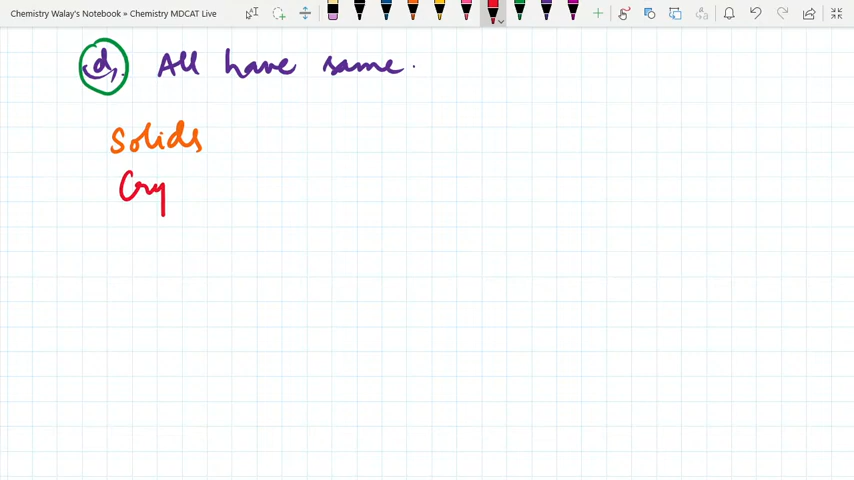 Chemistry Walay's Notebook » Chemistry MDCAT Live
(d) All have same.
Solids
Cry